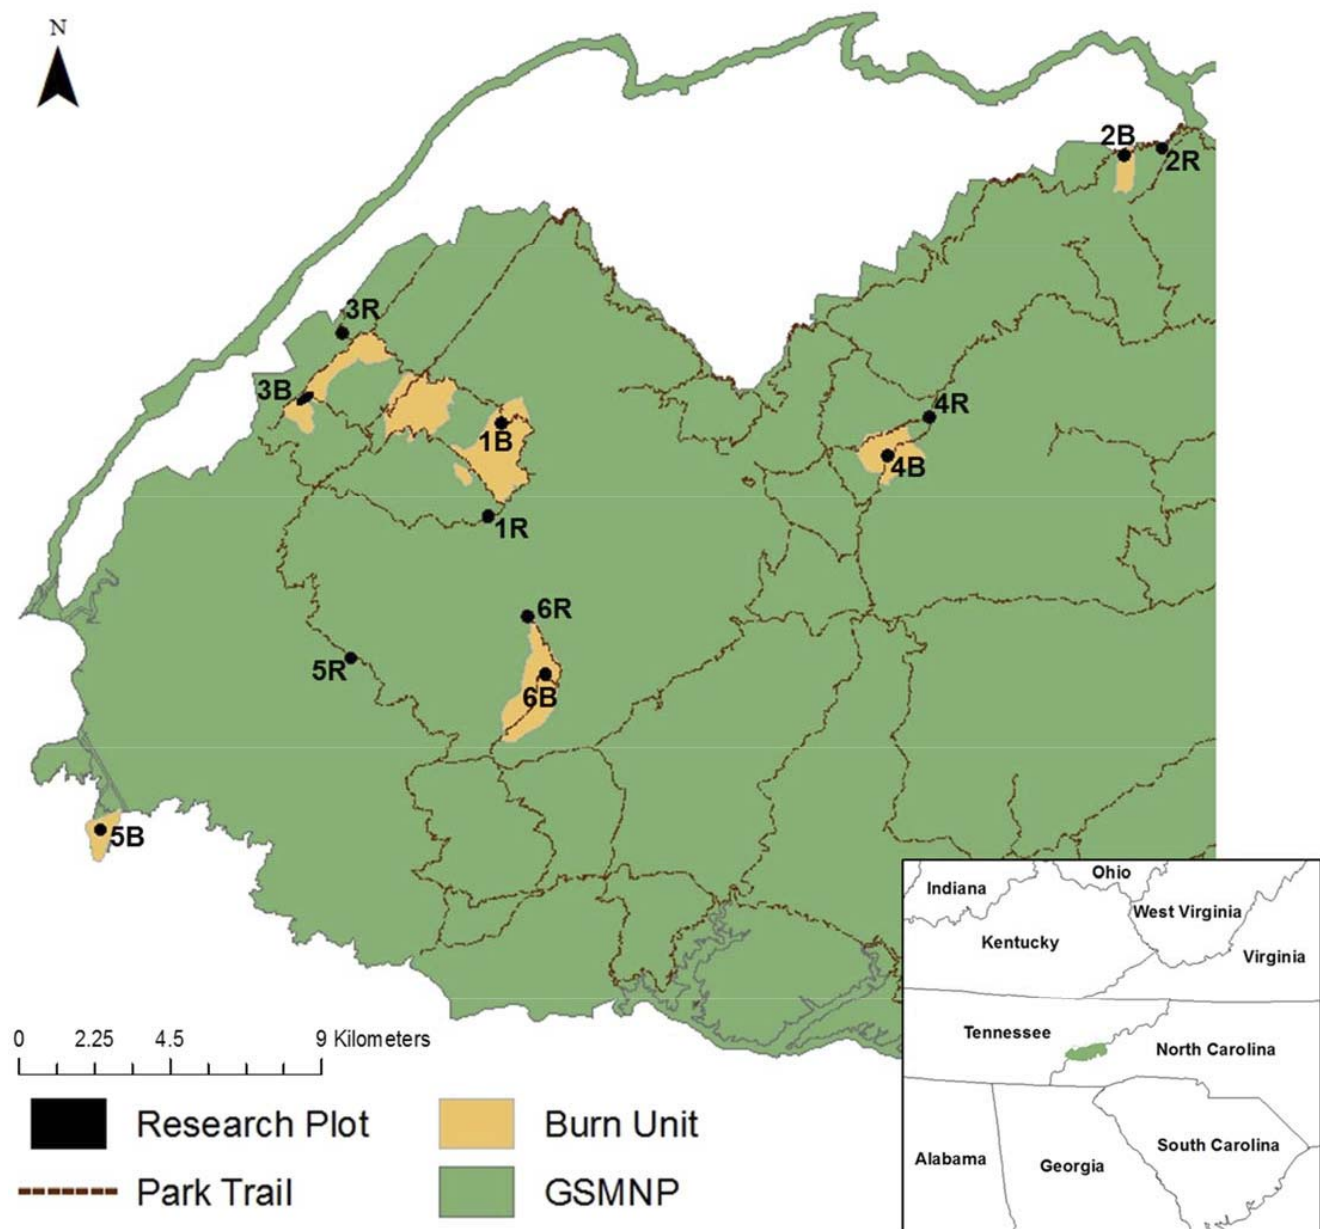 N
2B
2R
3R
3B
1B
4R
4B
1R
6R
5R
6B
5B
0 2.25 4.5 9 Kilometers
Research Plot
Burn Unit
Park Trail
GSMNP
Ohio
Indiana
West Virginia
Kentucky
Virginia
Tennessee
North Carolina
South Carolina
Alabama
Georgia